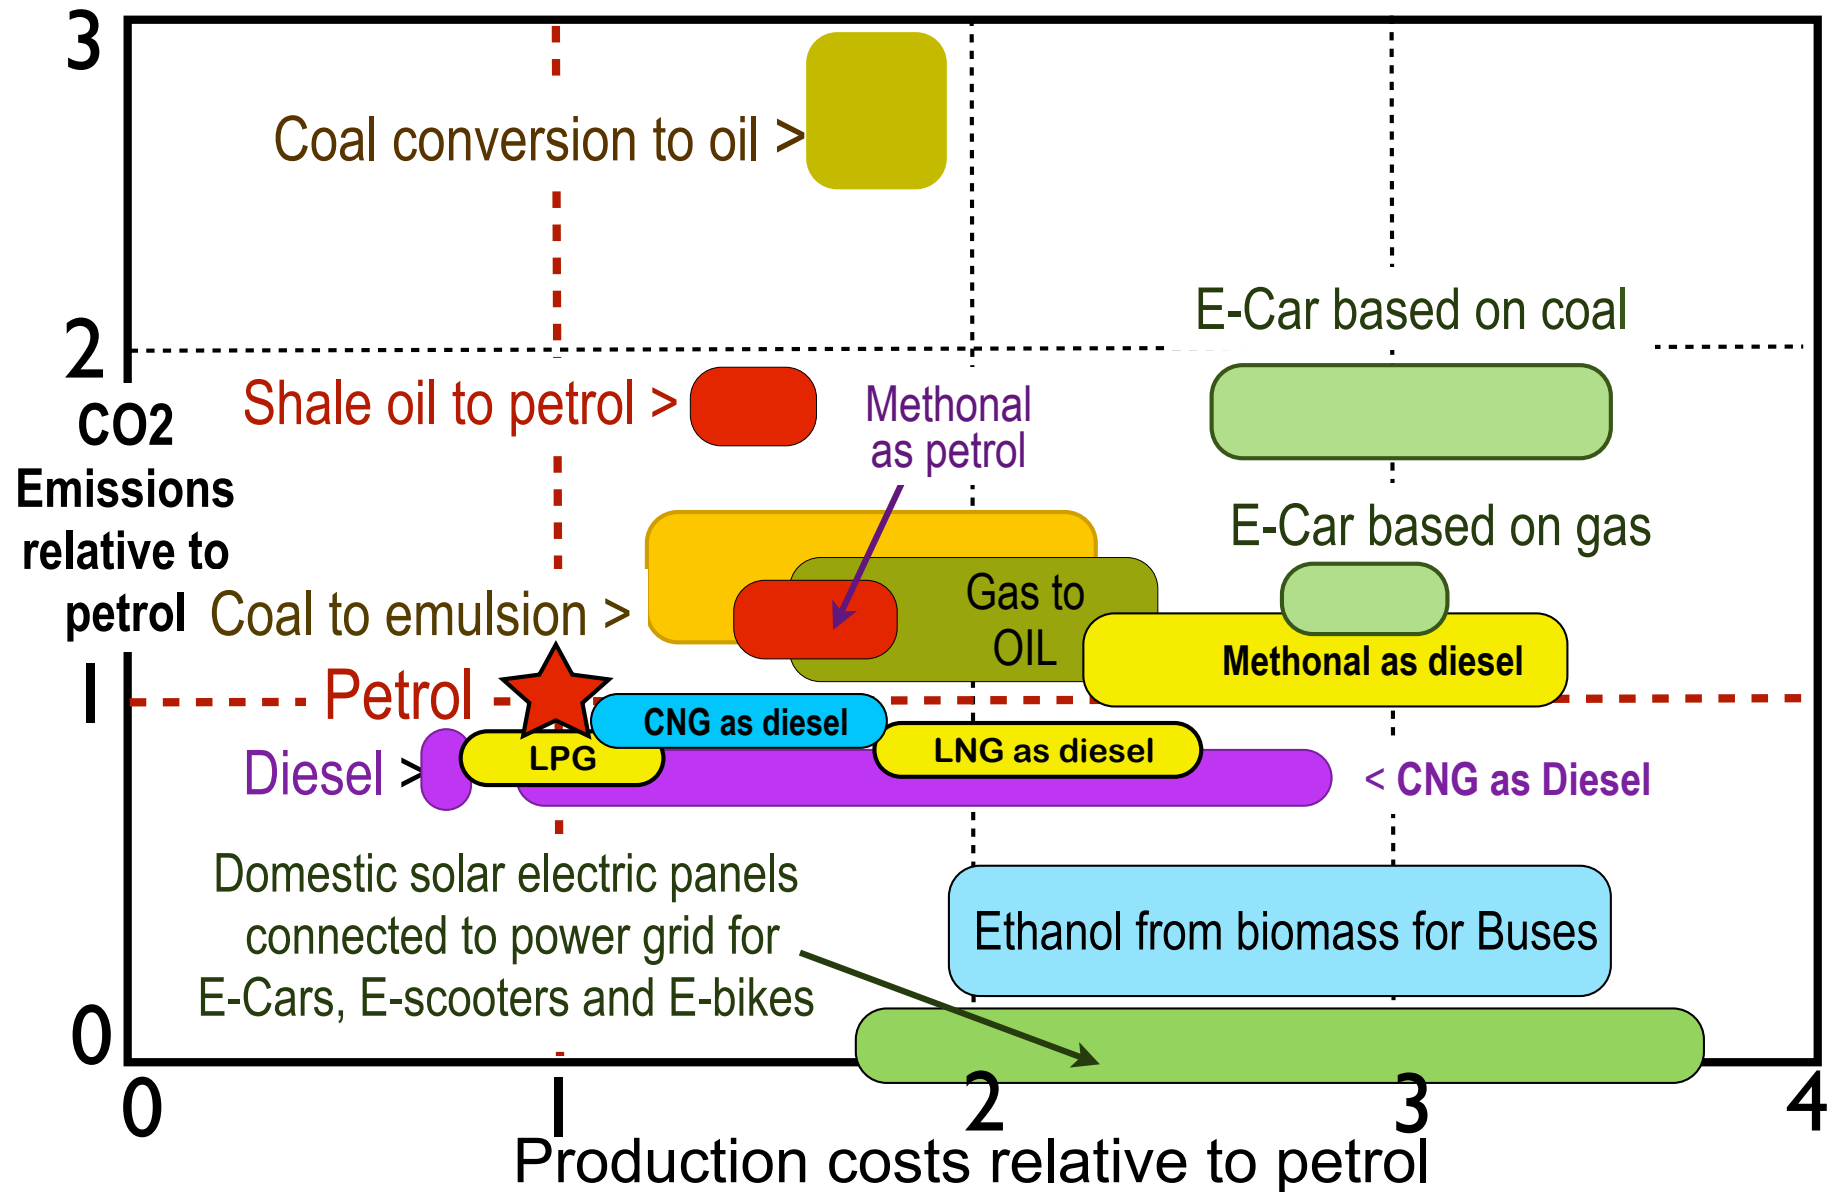 3
Coal conversion to oil >
E-Car based on coal
2
CO2
Emissions
relative to
petrol
Shale oil to petrol >
Methonal
as petrol
E-Car based on gas
Coal to emulsion >
Gas to
OIL
Methonal as diesel
1
Petrol
CNG as diesel
LNG as diesel
LPG
Diesel >
< CNG as Diesel
Domestic solar electric panels
connected to power grid for
E-Cars, E-scooters and E-bikes
Ethanol from biomass for Buses
0
0 1 2 3 4
Production costs relative to petrol